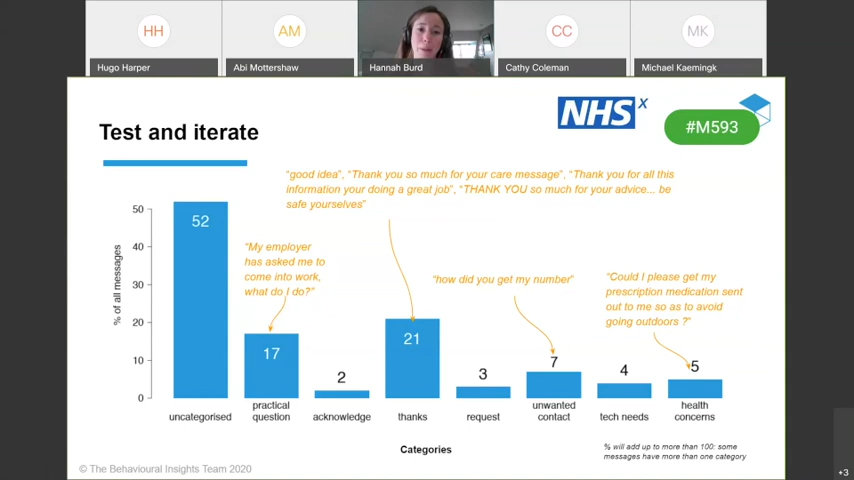 HH
AM
CC
MK
Hugo Harper
Abi Mottershaw
Hannah Burd
Cathy Coleman
Michael Kaemingk
Test and iterate
NHS X
#M593
"good idea", "Thank you so much for your care message", "Thank you for all this
information your doing a great job", "THANK YOU so much for your advice... be
safe yourselves"
"My employer
has asked me to
come into work,
what do I do?"
"how did you get my number"
"Could I please get my
prescription medication sent
out to me so as to avoid
going outdoors ?"
% of all messages
50
40
30
20
10
0
52
17
2
21
3
7
4
5
uncategorised
practical
question
acknowledge
thanks
request
unwanted
contact
tech needs
health
concerns
Categories
% will add up to more than 100: some
messages have more than one category
© The Behavioural Insights Team 2020
+3